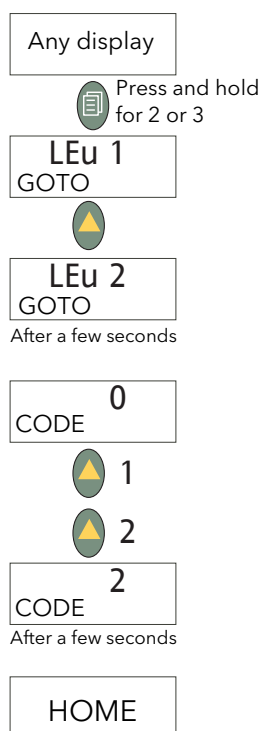 Any display
Press and hold
for 2 or 3
LEu 1
GOTO
LEu 2
GOTO
After a few seconds
0
CODE
1
2
2
CODE
After a few seconds
HOME